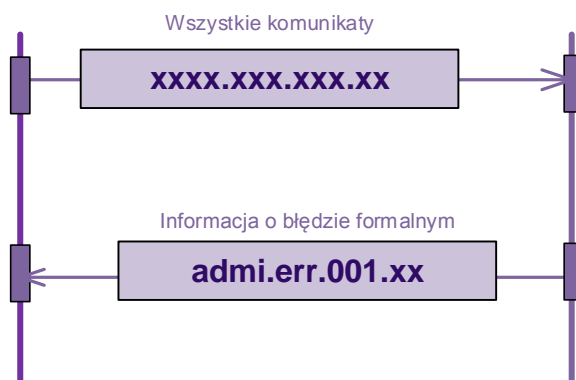 Wszystkie komunikaty
xxxx.xxx.xxx.xx
Informacja o błędzie formalnym
admi.err.001.xx